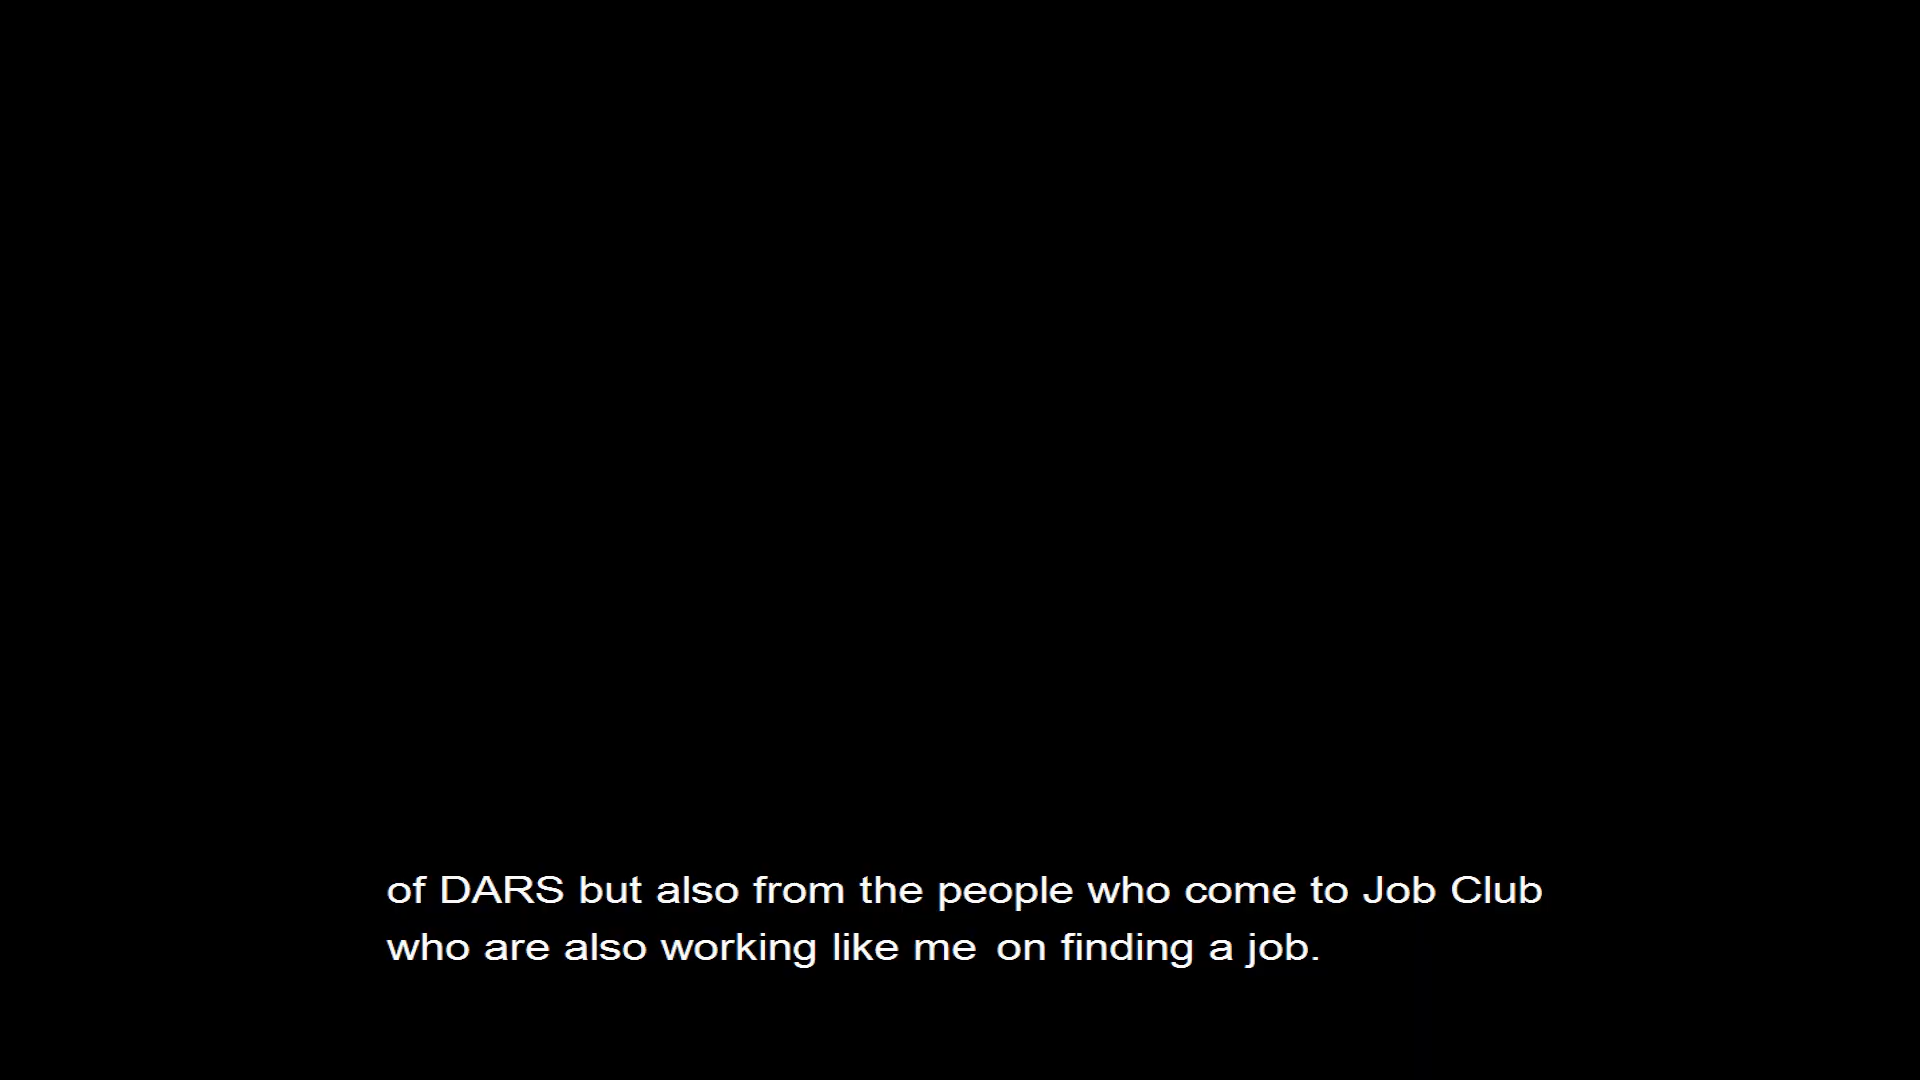 of DARS but also from the people who come to Job Club
who are also working like me on finding a job.